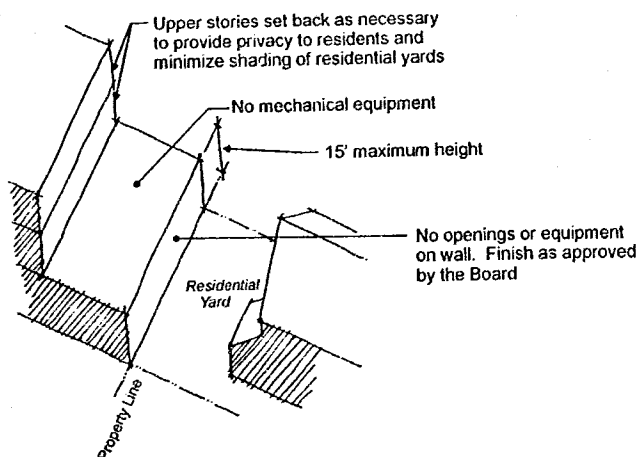 Upper stories set back as necessary
to provide privacy to residents and
minimize shading of residential yards
No mechanical equipment
15' maximum height
No openings or equipment
on wall. Finish as approved
by the Board
Residential
Yard
Property Line